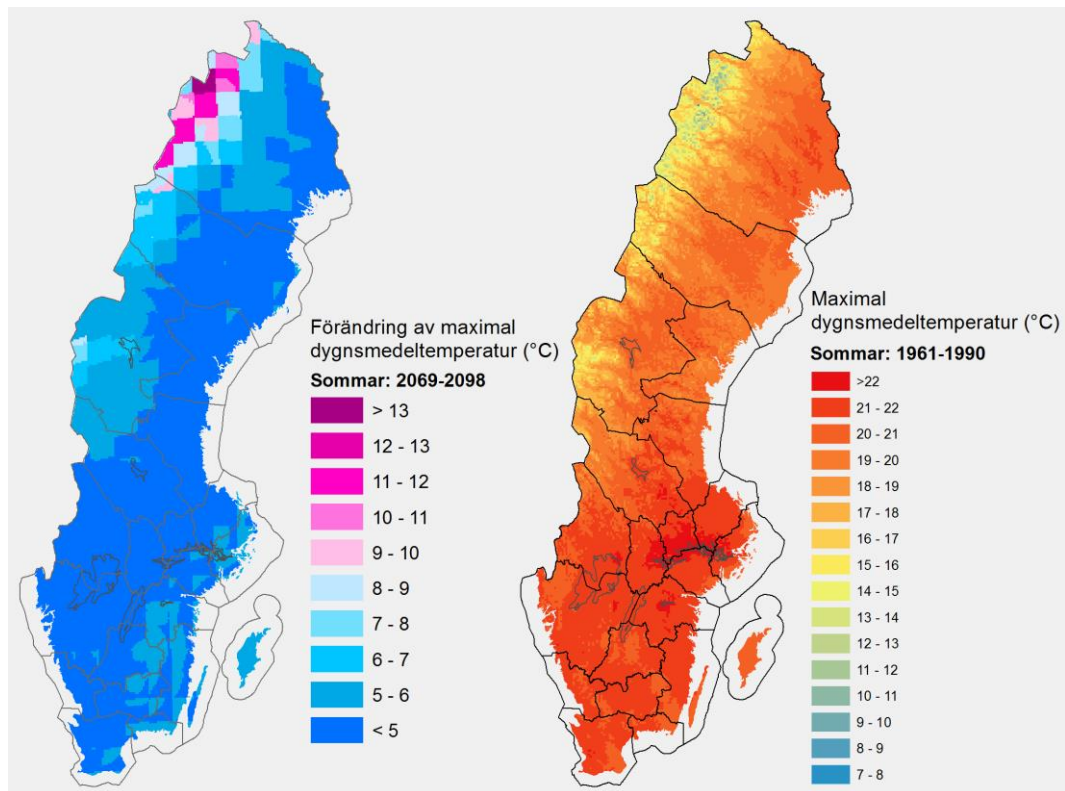 Förändring av maximal
dygnsmedeltemperatur (°C)
Sommar: 2069-2098
> 13
12 - 13
11 - 12
10 - 11
9 - 10
8 - 9
7 - 8
6 - 7
5 - 6
< 5
Maximal
dygnsmedeltemperatur (°C)
Sommar: 1961-1990
>22
21 - 22
20 - 21
19 - 20
18 - 19
17 - 18
16 - 17
15 - 16
14 - 15
13 - 14
12 - 13
11 - 12
10 - 11
9 - 10
8 - 9
7 - 8